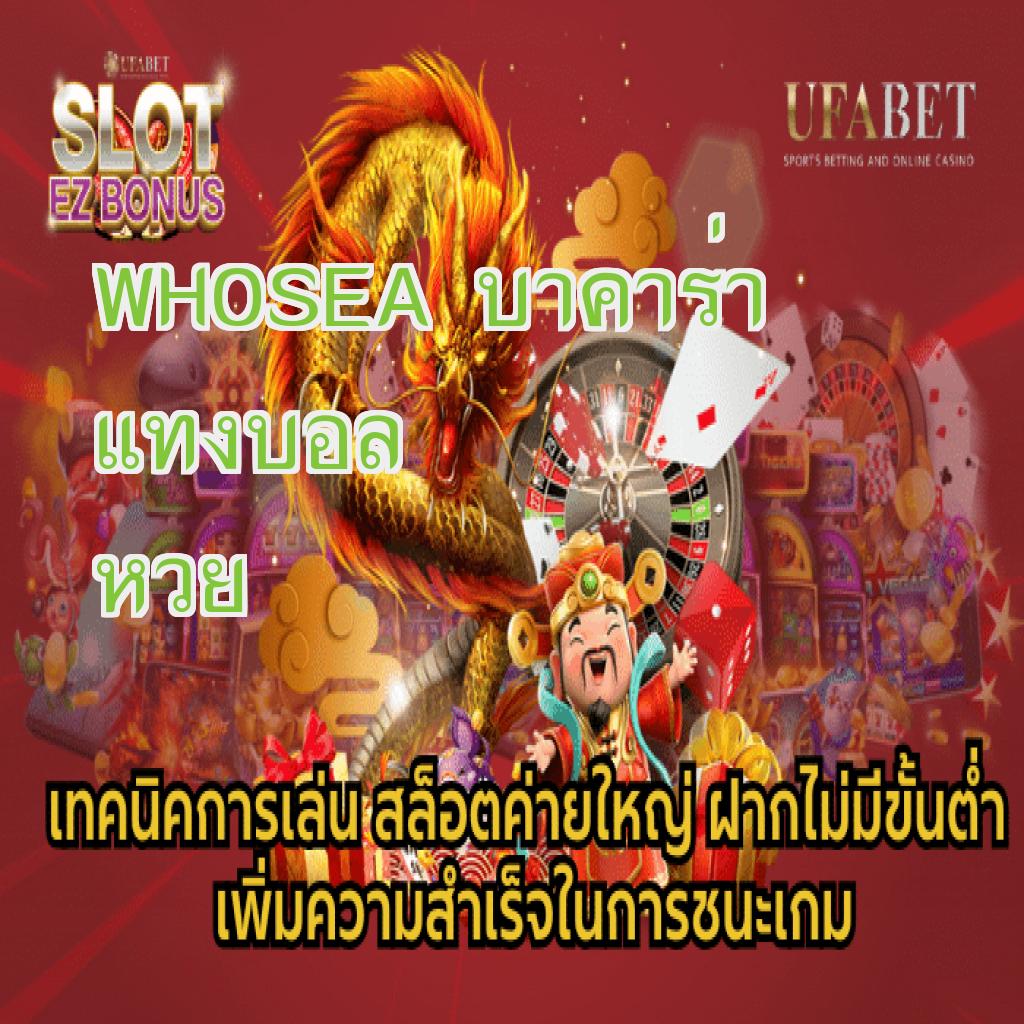 UFABET
SLOT
EZ BONUS
UFABET
SPORTS BETTING AND ONLINE CASINO
WHOSEA บาคาร่า
แทงบอล
หวย
VEGAS
เทคนิคการเล่น สล็อตค่ายใหญ่ ฝากไม่มีขั้นต่ำ
เพิ่มความสำเร็จในการชนะเกม